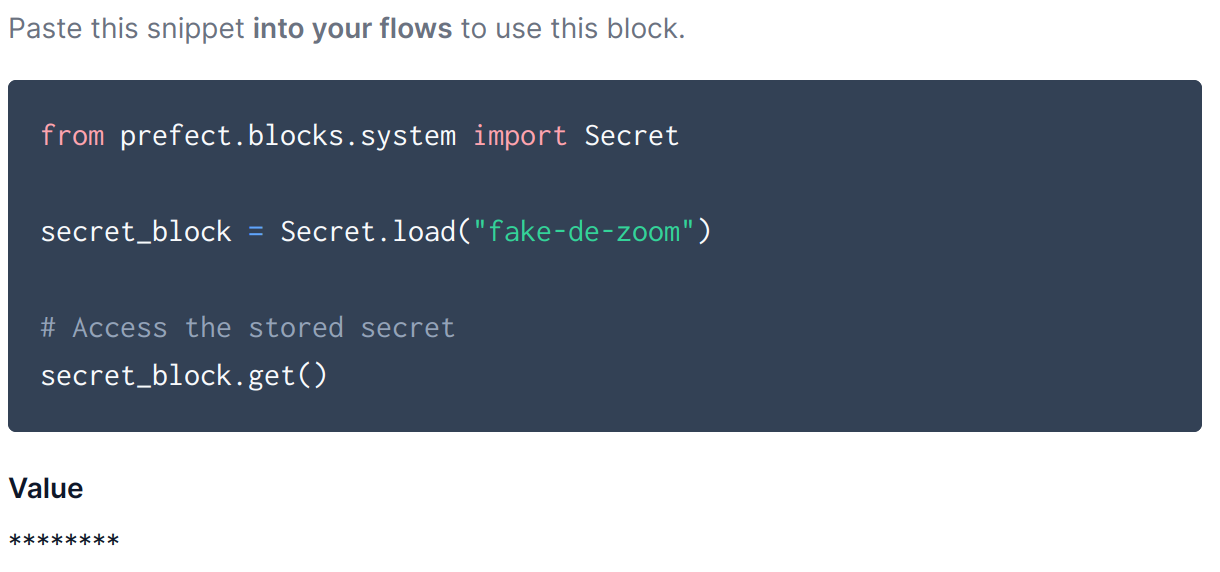 Paste this snippet into your flows to use this block.
from prefect.blocks.system import Secret
secret_block = Secret.load("fake-de-zoom")
# Access the stored secret
secret_block.get()
Value
********